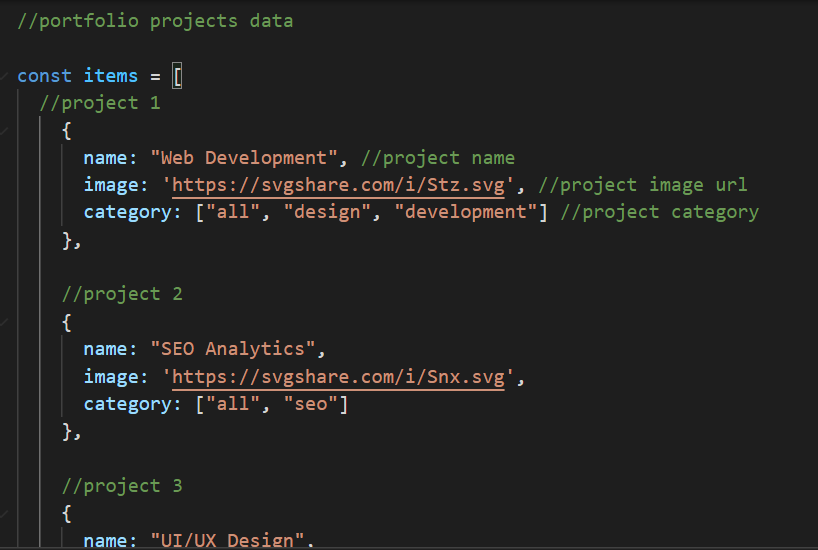 //portfolio projects data
const items = [
//project 1
{
name: "Web Development", //project name
image: 'https://svgshare.com/i/Stz.svg', //project image url
category: ["all", "design", "development"] //project category
},
//project 2
{
name: "SEO Analytics",
image: 'https://svgshare.com/i/Snx.svg',
category: ["all", "seo"]
},
//project 3
{
name: "UI/UX Design",